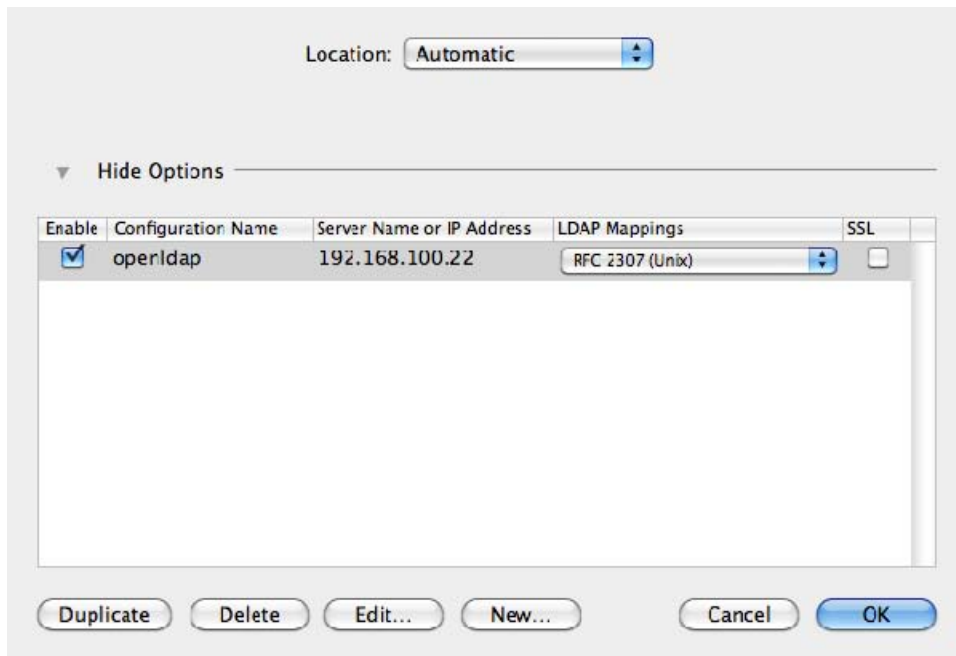 Location: Automatic
Hide Options
Enable Configuration Name Server Name or IP Address LDAP Mappings SSL
openldap 192.168.100.22 RFC 2307 (Unix)
Duplicate Delete Edit... New... Cancel OK